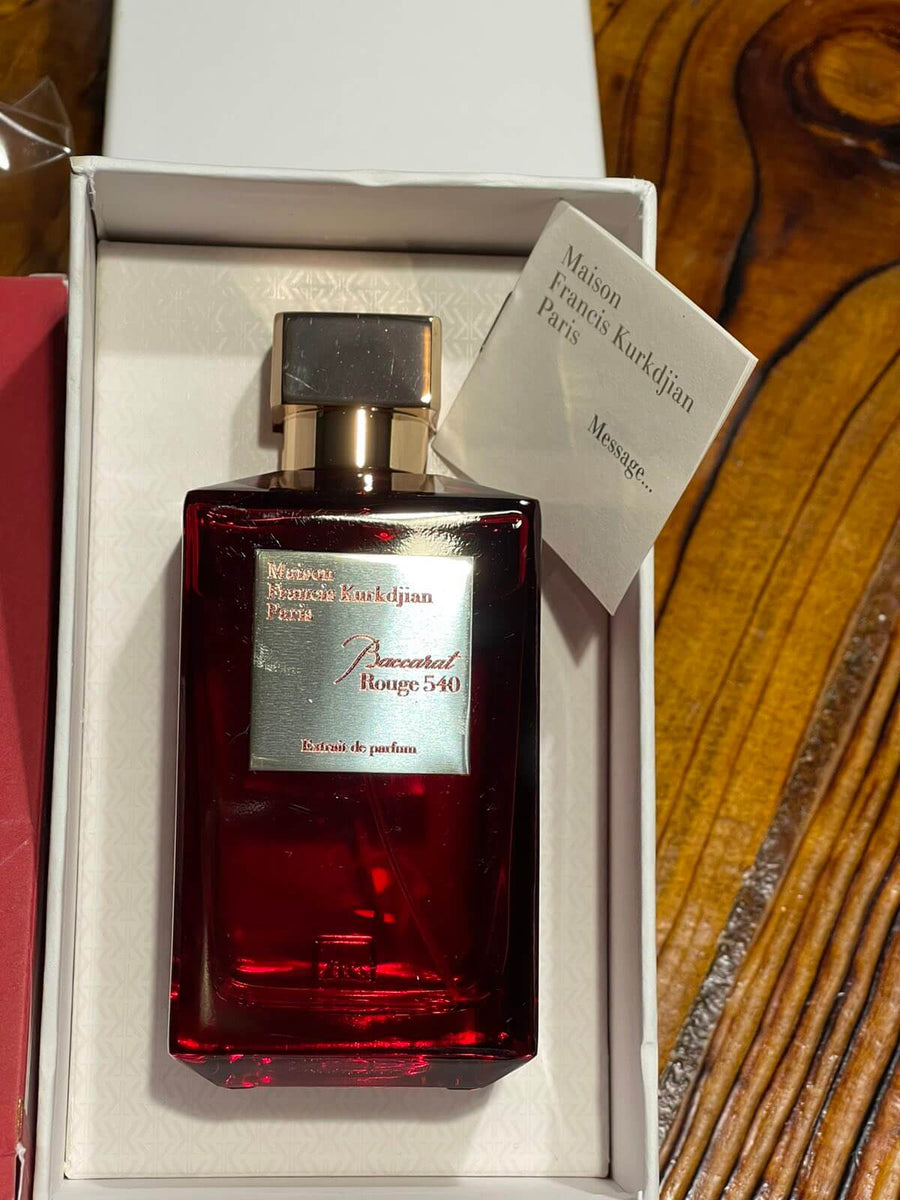 Maison
Francis Kurkdjian
Paris
Message...
Maison
Francis Kurkdjian
Paris
Baccarat
Rouge 540
Extrait de parfum